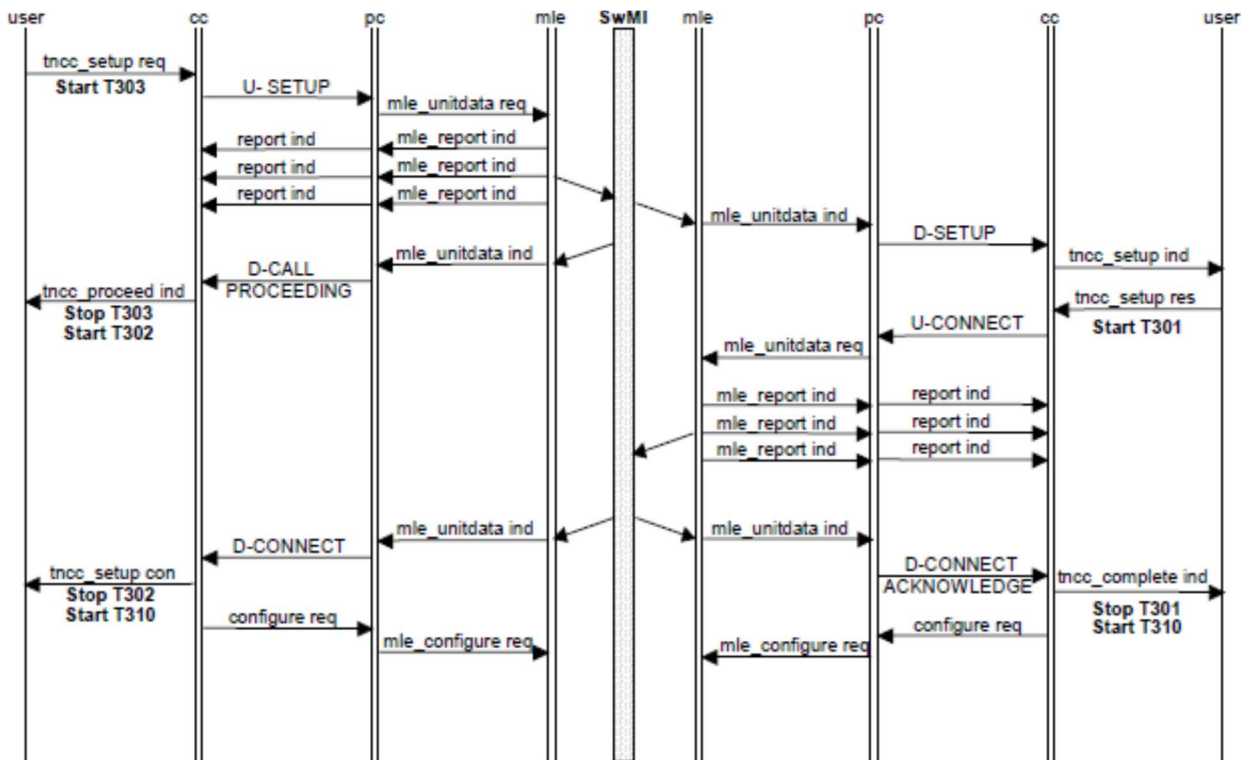 user cc pc mle SwMI mle pc cc user
tncc_setup req
Start T303
U- SETUP
mle_unitdata req
report ind mle_report ind
report ind mle_report ind
report ind mle_report ind
mle_unitdata ind
D-SETUP
mle_unitdata ind
tncc_setup ind
D-CALL
PROCEEDING
tncc_proceed ind
Stop T303
Start T302
tncc_setup res
Start T301
U-CONNECT
mle_unitdata req
mle_report ind report ind
mle_report ind report ind
mle_report ind report ind
mle_unitdata ind mle_unitdata ind
D-CONNECT
D-CONNECT
ACKNOWLEDGE
tncc_setup con
Stop T302
Start T310
tncc_complete ind
Stop T301
Start T310
configure req configure req
mle_configure req mle_configure req